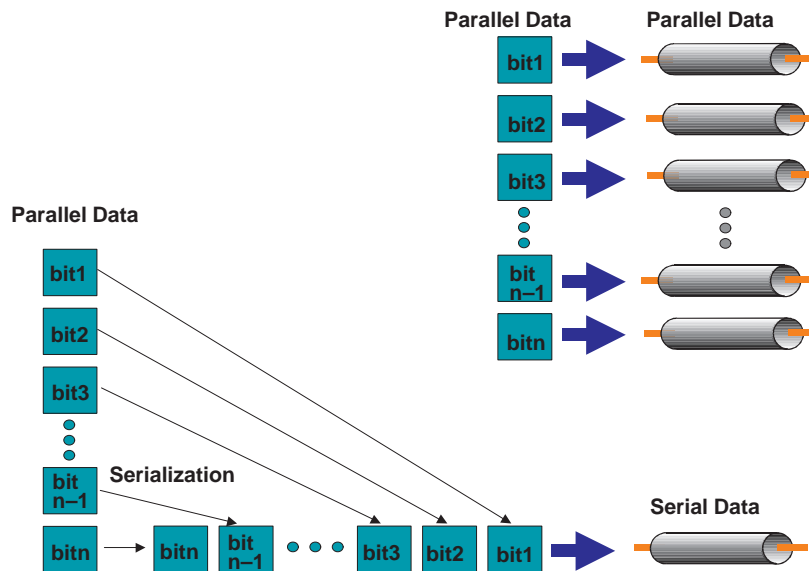 Parallel Data Parallel Data
bit1
bit2
bit3
bit
n–1
bitn
Parallel Data
bit1
bit2
bit3
bit
n–1
bitn
Serialization
bitn bit
n–1 bit3 bit2 bit1
Serial Data